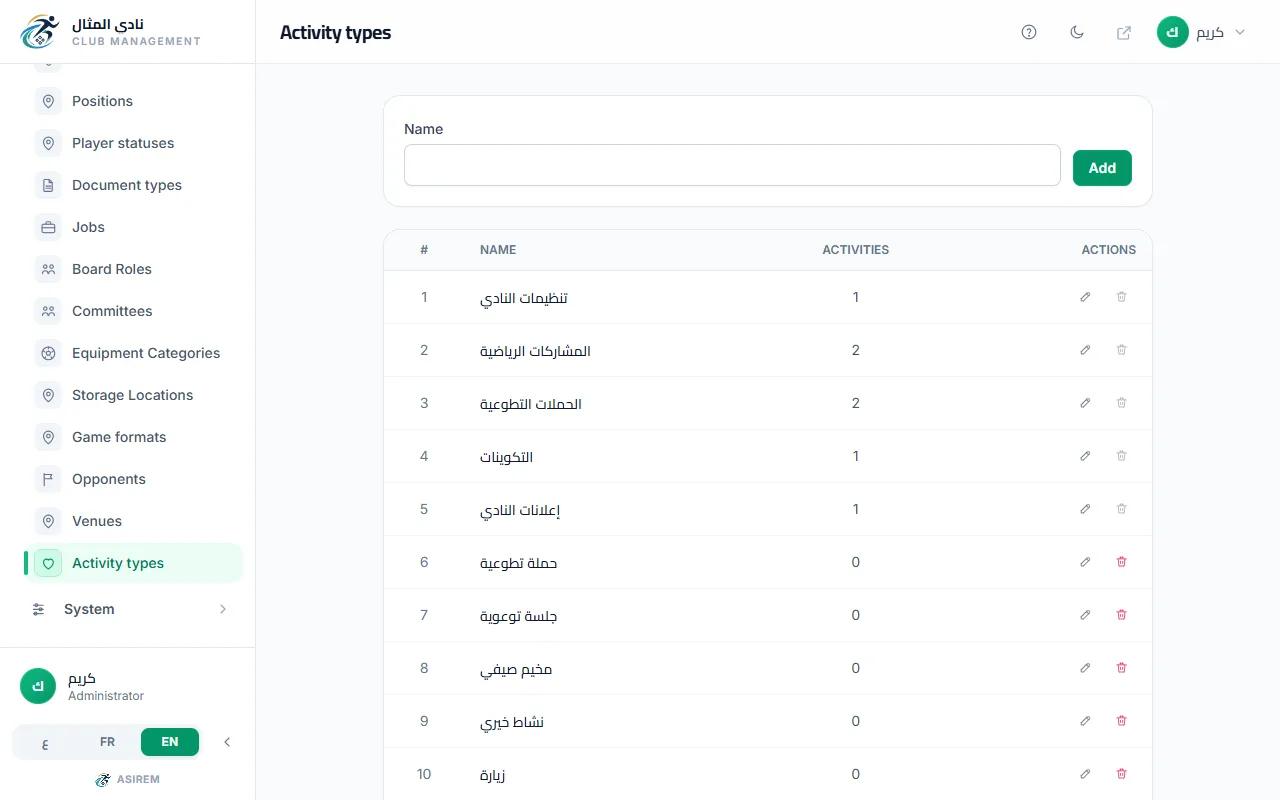 نادي المثال
CLUB MANAGEMENT
Activity types
ك
كريم
Positions
Player statuses
Document types
Jobs
Board Roles
Committees
Equipment Categories
Storage Locations
Game formats
Opponents
Venues
Activity types
System
ك
كريم
Administrator
ع FR EN
ASIREM
Name
Add
# NAME ACTIVITIES ACTIONS
1 تنظيمات النادي 1
2 المشاركات الرياضية 2
3 الحملات التطوعية 2
4 التكوينات 1
5 إعلانات النادي 1
6 حملة تطوعية 0
7 جلسة توعوية 0
8 مخيم صيفي 0
9 نشاط خيري 0
10 زيارة 0